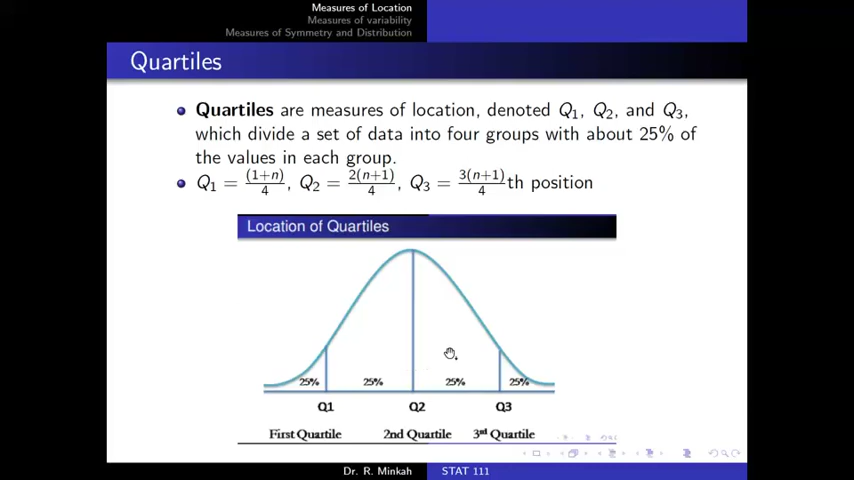 Measures of Location
Measures of variability
Measures of Symmetry and Distribution
Quartiles
Quartiles are measures of location, denoted Q₁, Q₂, and Q₃,
which divide a set of data into four groups with about 25% of
the values in each group.
Q₁ = (1+n)/4, Q₂ = 2(n+1)/4, Q₃ = 3(n+1)/4 th position
Location of Quartiles
25% 25% 25% 25%
Q1 Q2 Q3
First Quartile 2nd Quartile 3rd Quartile
Dr. R. Minkah STAT 111